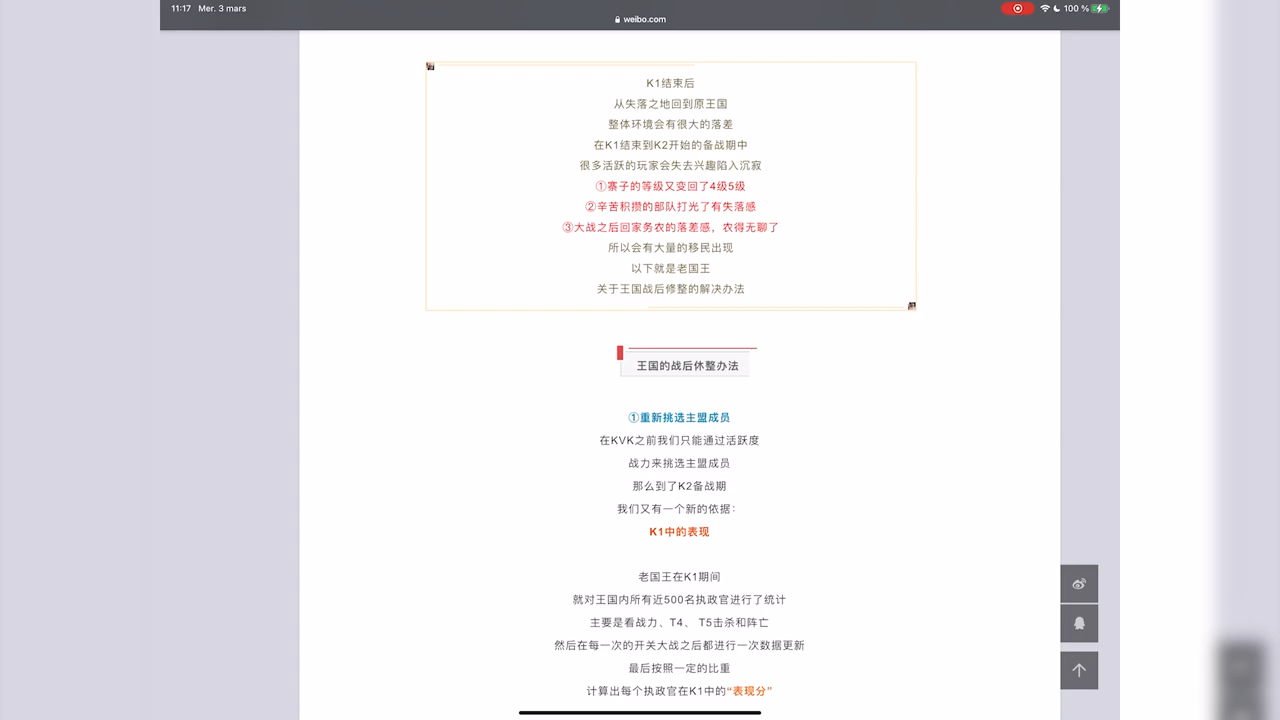 11:17 Mer. 3 mars
100 %
weibo.com
K1结束后
从失落之地回到原王国
整体环境会有很大的落差
在K1结束到K2开始的备战期中
很多活跃的玩家会失去兴趣陷入沉寂
①寨子的等级又变回了4级5级
②辛苦积攒的部队打光了有失落感
③大战之后回家务农的落差感，农得无聊了
所以会有大量的移民出现
以下就是老国王
关于王国战后修整的解决办法
王国的战后休整办法
①重新挑选主盟成员
在KVK之前我们只能通过活跃度
战力来挑选主盟成员
那么到了K2备战期
我们又有一个新的依据：
K1中的表现
老国王在K1期间
就对王国内所有近500名执政官进行了统计
主要是看战力、T4、 T5击杀和阵亡
然后在每一次的开关大战之后都进行一次数据更新
最后按照一定的比重
计算出每个执政官在K1中的“表现分”